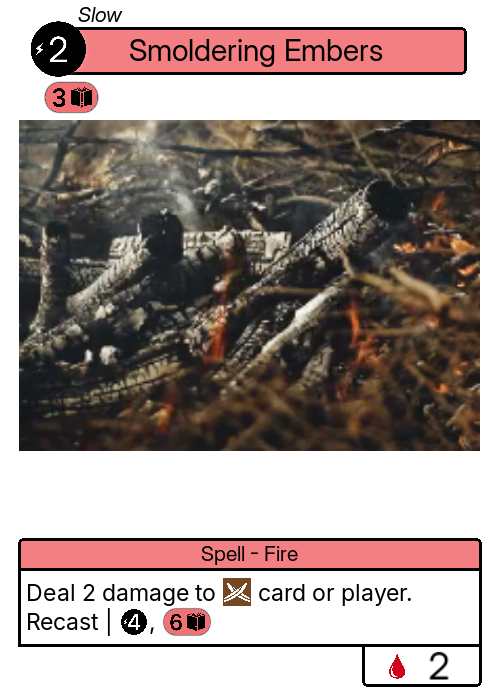 Slow
2 Smoldering Embers
3
Spell - Fire
Deal 2 damage to card or player.
Recast | 4, 6
2